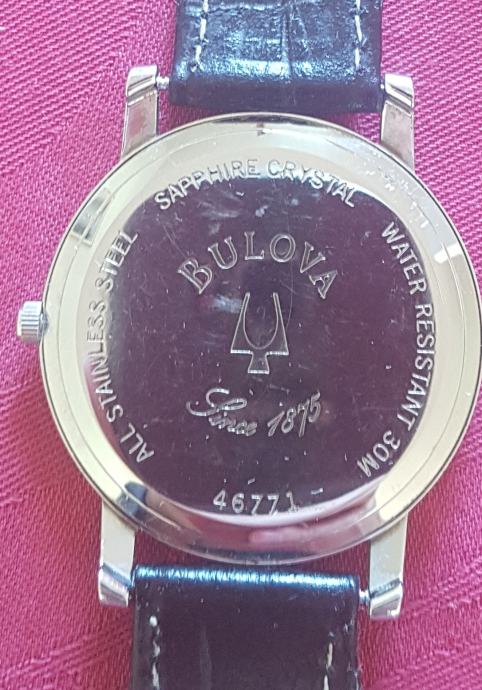 SAPPHIRE CRYSTAL
WATER RESISTANT 30M
ALL STAINLESS STEEL
BULOVA
Since 1875
46771